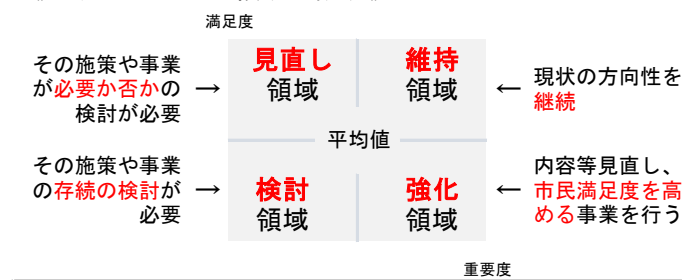 満足度
その施策や事業
が必要か否かの
検討が必要
→
見直し
領域
維持
領域
←
現状の方向性を
継続
平均値
その施策や事業
の存続の検討が
必要
→
検討
領域
強化
領域
←
内容等見直し、
市民満足度を高
める事業を行う
重要度